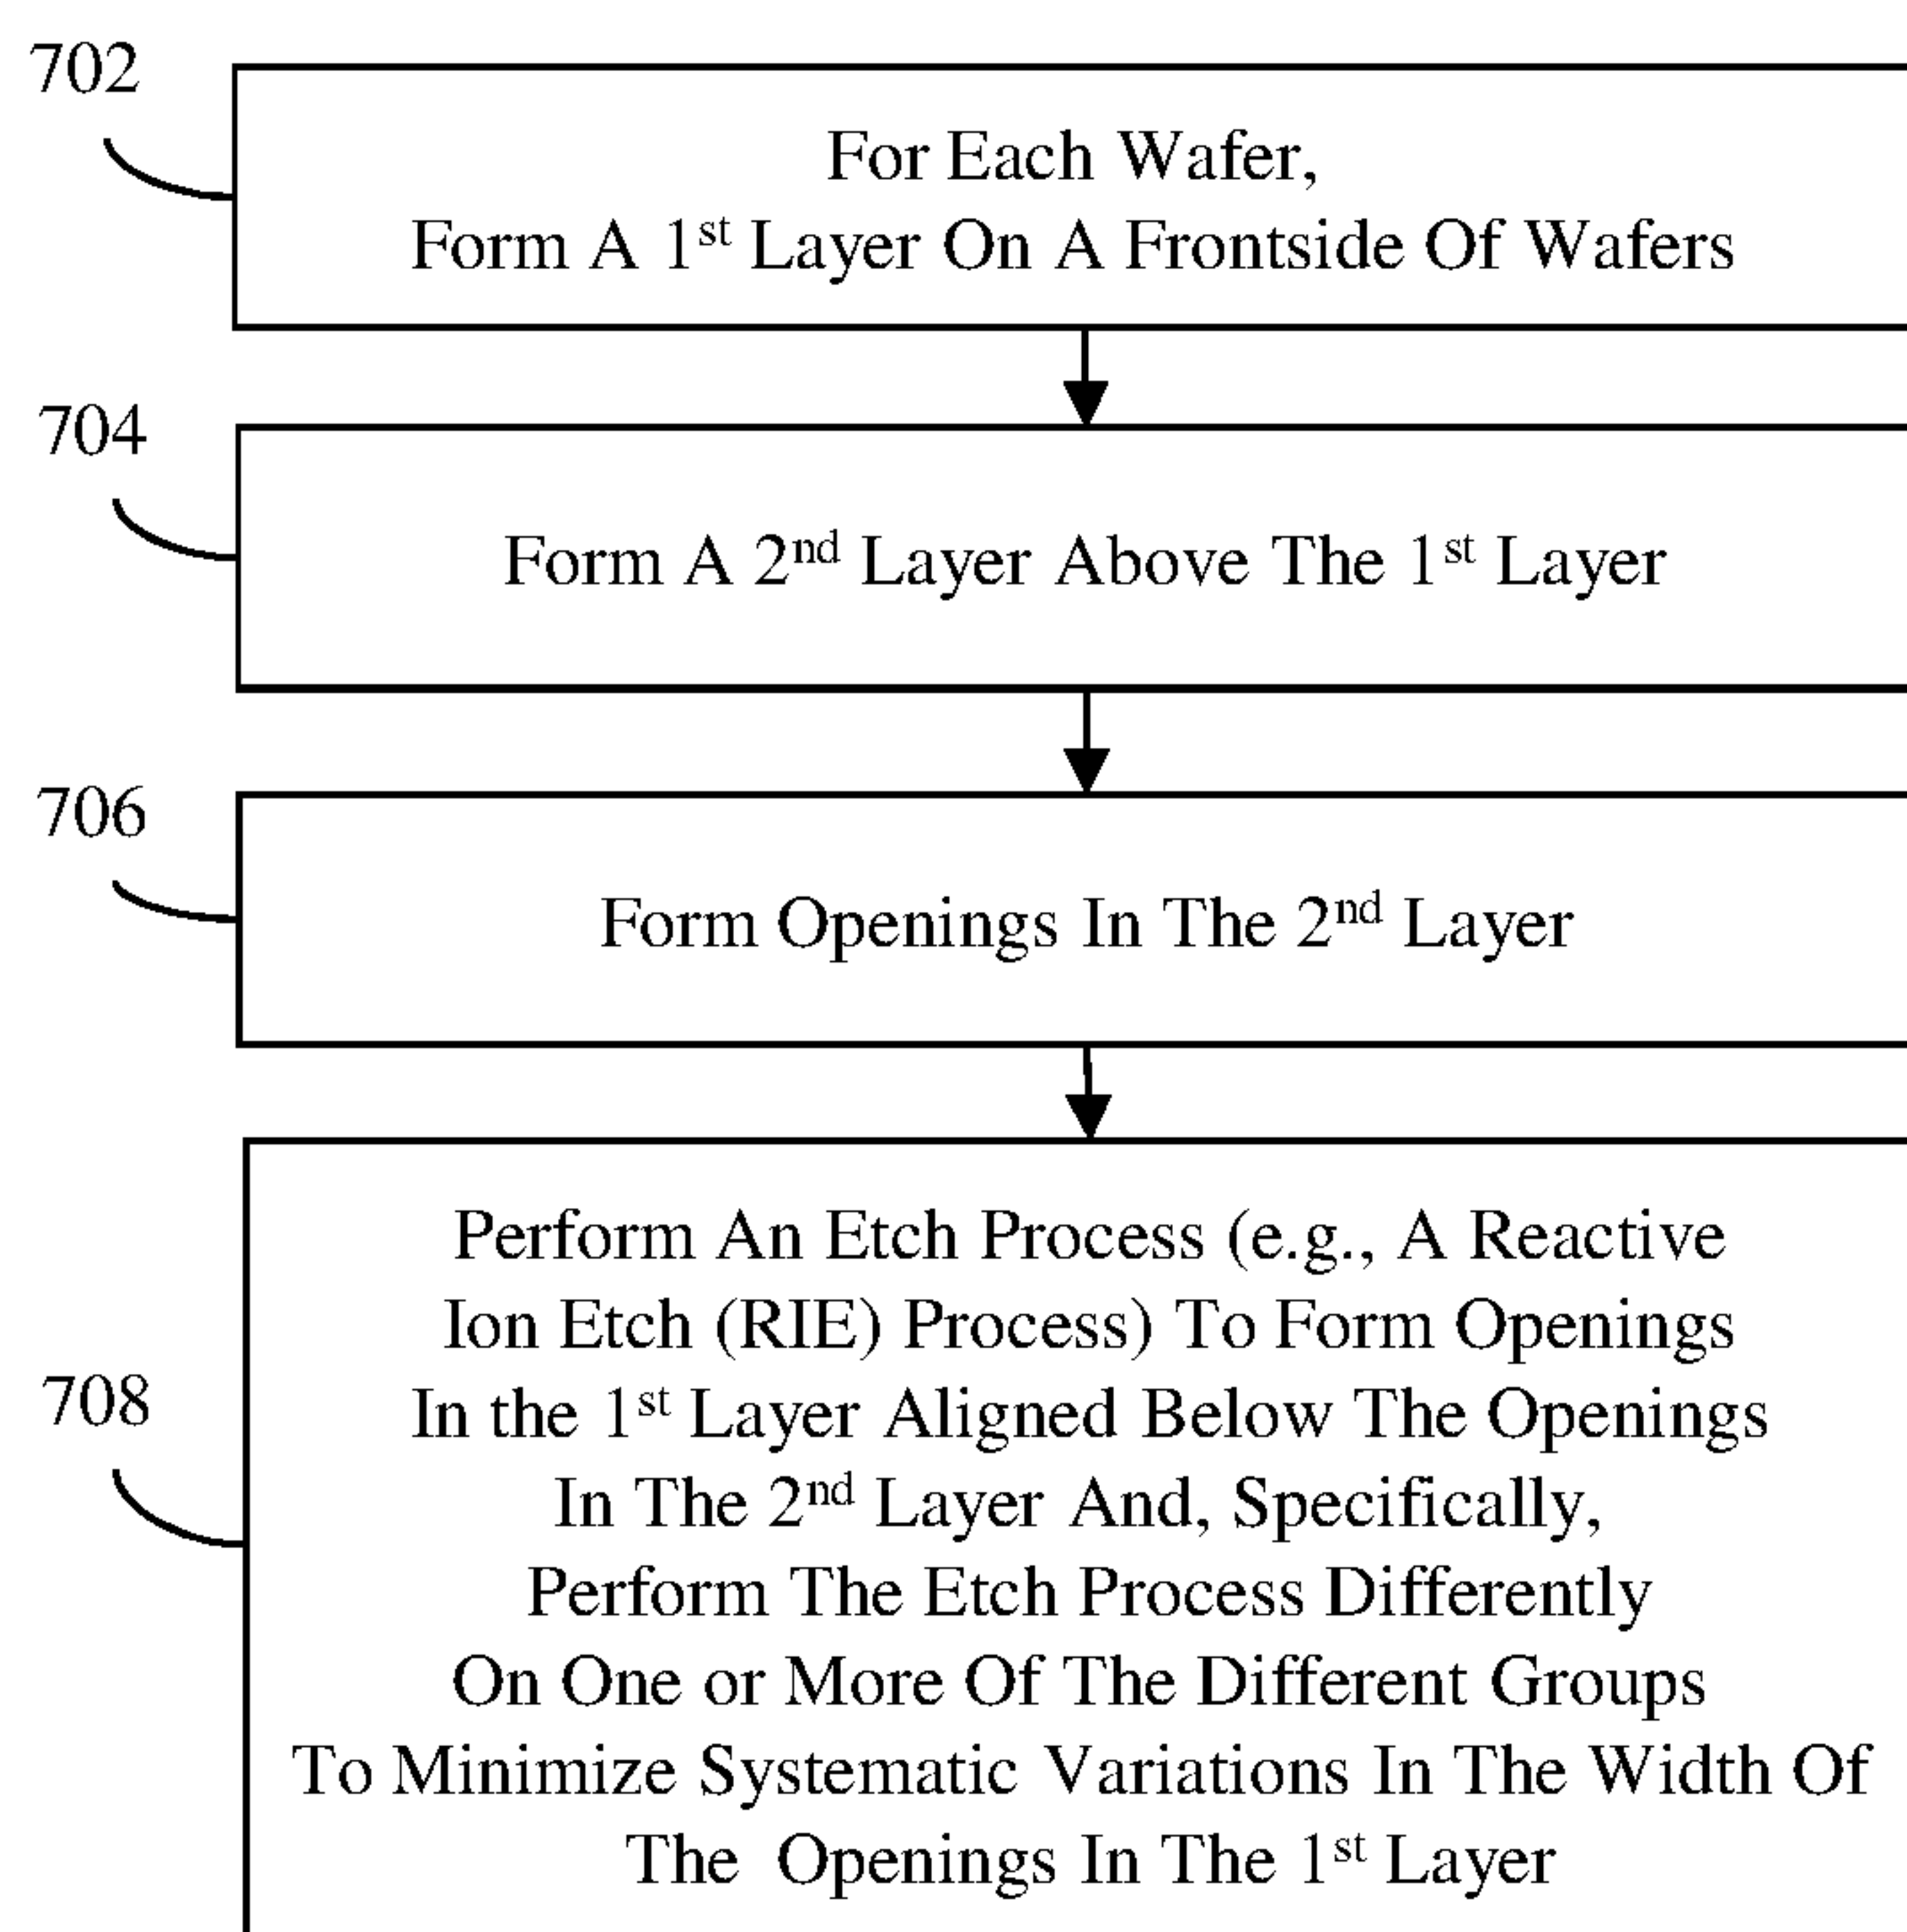 702
For Each Wafer,
Form A 1st Layer On A Frontside Of Wafers
704
Form A 2nd Layer Above The 1st Layer
706
Form Openings In The 2nd Layer
708
Perform An Etch Process (e.g., A Reactive
Ion Etch (RIE) Process) To Form Openings
In the 1st Layer Aligned Below The Openings
In The 2nd Layer And, Specifically,
Perform The Etch Process Differently
On One or More Of The Different Groups
To Minimize Systematic Variations In The Width Of
The Openings In The 1st Layer